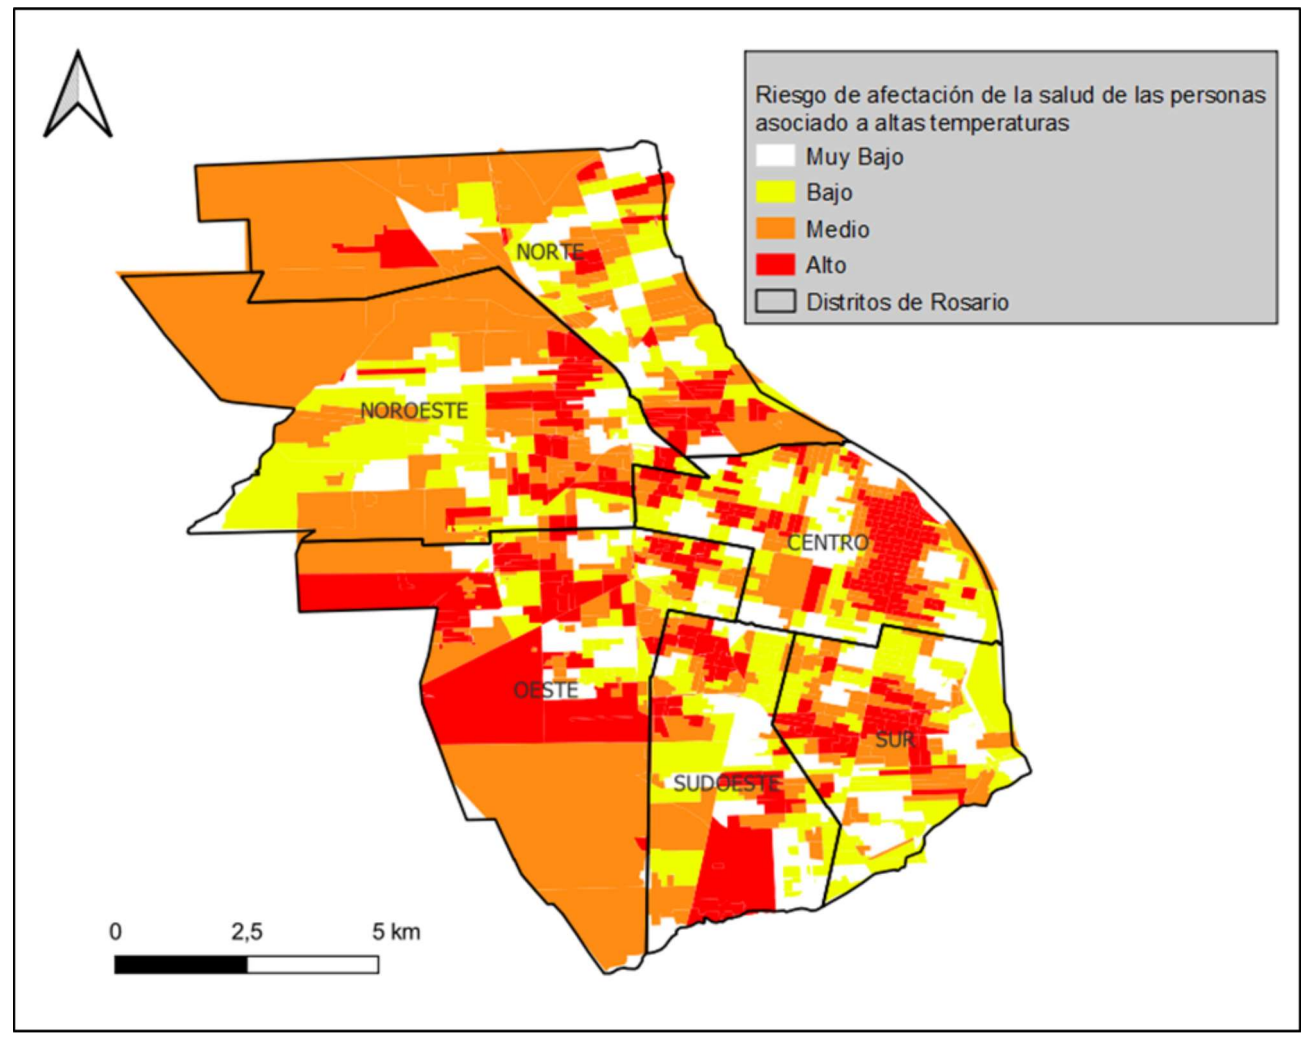 Riesgo de afectación de la salud de las personas
asociado a altas temperaturas
Muy Bajo
Bajo
Medio
Alto
Distritos de Rosario
NORTE
NOROESTE
CENTRO
OESTE
SUR
SUDOESTE
0 2,5 5 km